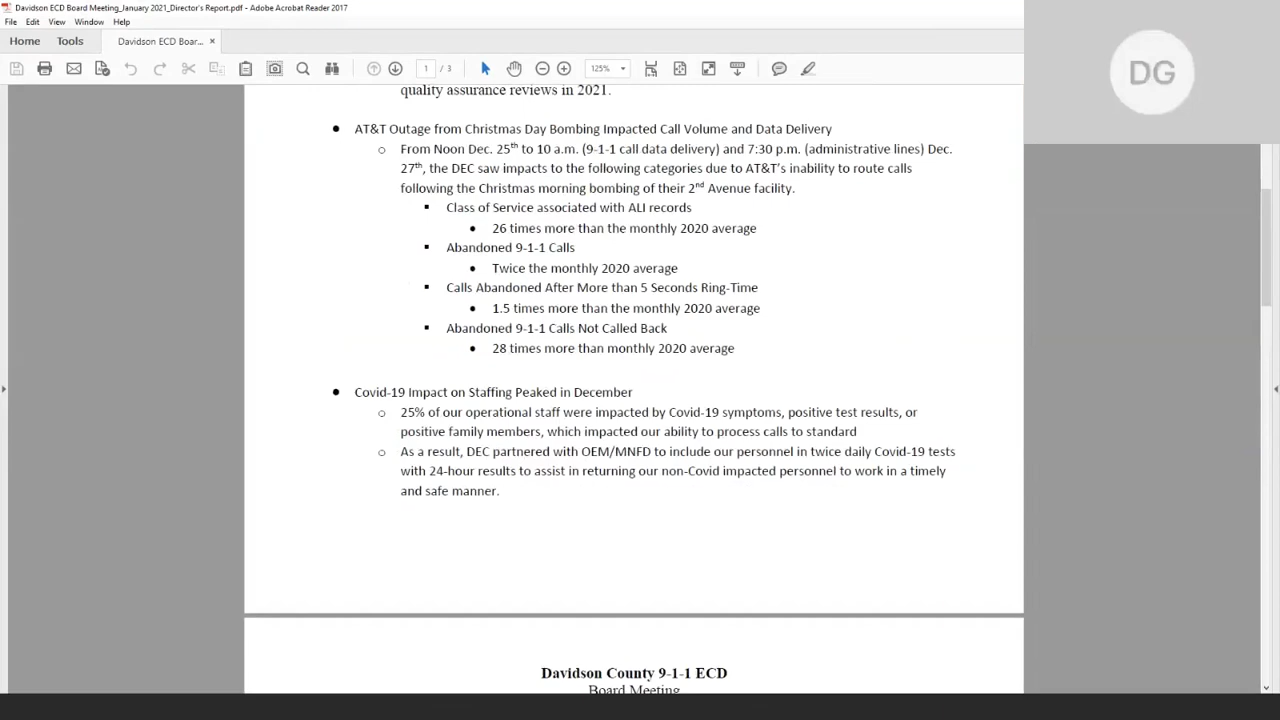 Davidson ECD Board Meeting_January 2021_Director's Report.pdf - Adobe Acrobat Reader 2017
File Edit View Window Help
Home Tools Davidson ECD Boar... ×
1 / 3 125%
DG
quality assurance reviews in 2021.
• AT&T Outage from Christmas Day Bombing Impacted Call Volume and Data Delivery
o From Noon Dec. 25th to 10 a.m. (9-1-1 call data delivery) and 7:30 p.m. (administrative lines) Dec.
27th, the DEC saw impacts to the following categories due to AT&T's inability to route calls
following the Christmas morning bombing of their 2nd Avenue facility.
▪ Class of Service associated with ALI records
• 26 times more than the monthly 2020 average
▪ Abandoned 9-1-1 Calls
• Twice the monthly 2020 average
▪ Calls Abandoned After More than 5 Seconds Ring-Time
• 1.5 times more than the monthly 2020 average
▪ Abandoned 9-1-1 Calls Not Called Back
• 28 times more than monthly 2020 average
• Covid-19 Impact on Staffing Peaked in December
o 25% of our operational staff were impacted by Covid-19 symptoms, positive test results, or
positive family members, which impacted our ability to process calls to standard
o As a result, DEC partnered with OEM/MNFD to include our personnel in twice daily Covid-19 tests
with 24-hour results to assist in returning our non-Covid impacted personnel to work in a timely
and safe manner.
Davidson County 9-1-1 ECD
Board Meeting